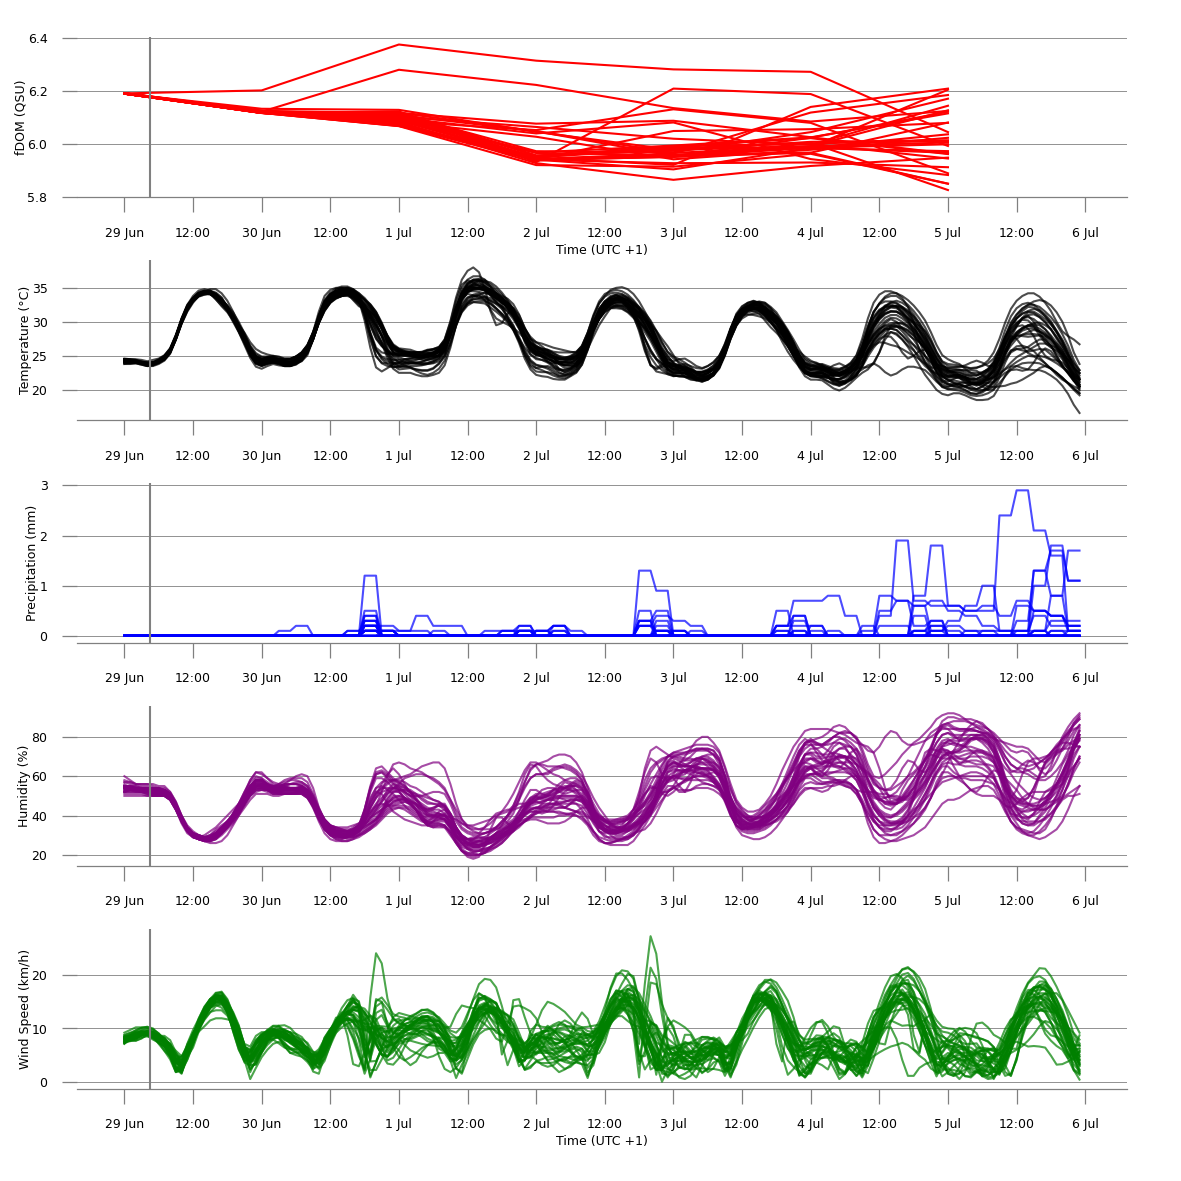 6.4
6.2
6.0
5.8
fDOM (QSU)
29 Jun 12:00 30 Jun 12:00 1 Jul 12:00 2 Jul 12:00 3 Jul 12:00 4 Jul 12:00 5 Jul 12:00 6 Jul
Time (UTC +1)
35
30
25
20
Temperature (°C)
29 Jun 12:00 30 Jun 12:00 1 Jul 12:00 2 Jul 12:00 3 Jul 12:00 4 Jul 12:00 5 Jul 12:00 6 Jul
3
2
1
0
Precipitation (mm)
29 Jun 12:00 30 Jun 12:00 1 Jul 12:00 2 Jul 12:00 3 Jul 12:00 4 Jul 12:00 5 Jul 12:00 6 Jul
80
60
40
20
Humidity (%)
29 Jun 12:00 30 Jun 12:00 1 Jul 12:00 2 Jul 12:00 3 Jul 12:00 4 Jul 12:00 5 Jul 12:00 6 Jul
20
10
0
Wind Speed (km/h)
29 Jun 12:00 30 Jun 12:00 1 Jul 12:00 2 Jul 12:00 3 Jul 12:00 4 Jul 12:00 5 Jul 12:00 6 Jul
Time (UTC +1)